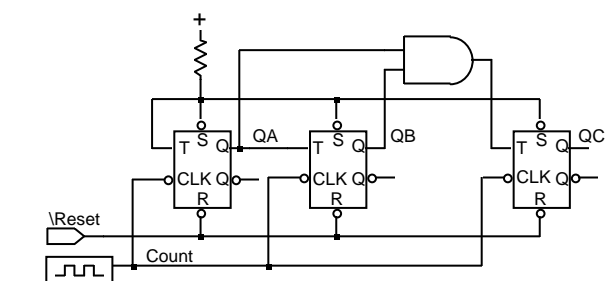 +
QA QB QC
T S Q T S Q T S Q
CLK Q CLK Q CLK Q
R R R
\Reset
Count